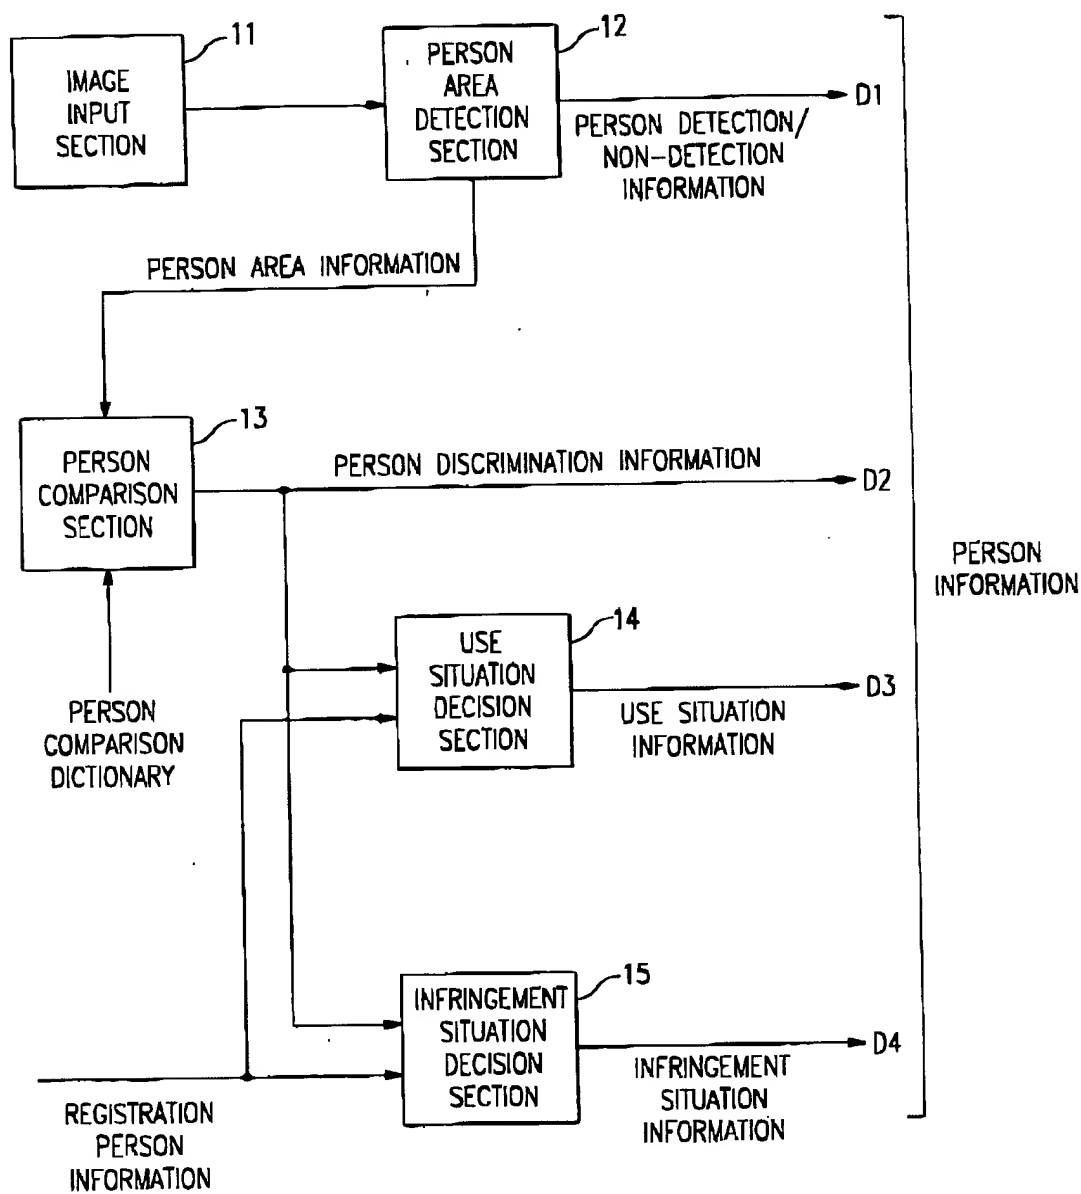 11
IMAGE
INPUT
SECTION
12
PERSON
AREA
DETECTION
SECTION
D1
PERSON DETECTION/
NON-DETECTION
INFORMATION
PERSON AREA INFORMATION
13
PERSON
COMPARISON
SECTION
PERSON DISCRIMINATION INFORMATION
D2
PERSON
INFORMATION
14
USE
SITUATION
DECISION
SECTION
D3
USE SITUATION
INFORMATION
PERSON
COMPARISON
DICTIONARY
15
INFRINGEMENT
SITUATION
DECISION
SECTION
D4
INFRINGEMENT
SITUATION
INFORMATION
REGISTRATION
PERSON
INFORMATION